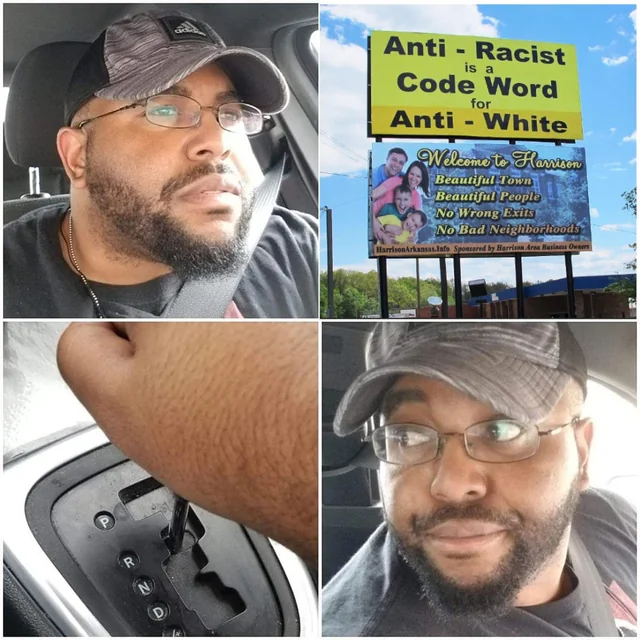 adidas
Anti - Racist
is a
Code Word
for
Anti - White
Welcome to Harrison
Beautiful Town
Beautiful People
No Wrong Exits
No Bad Neighborhoods
HarrisonArkansas.Info Sponsored by Harrison Area Business Owners
P
R
N
D